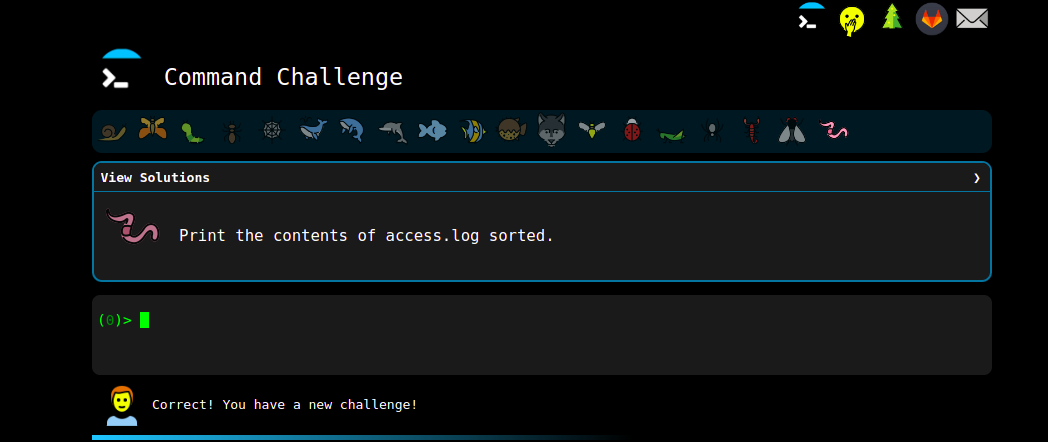 Command Challenge
View Solutions ❯
Print the contents of access.log sorted.
(0)>
Correct! You have a new challenge!